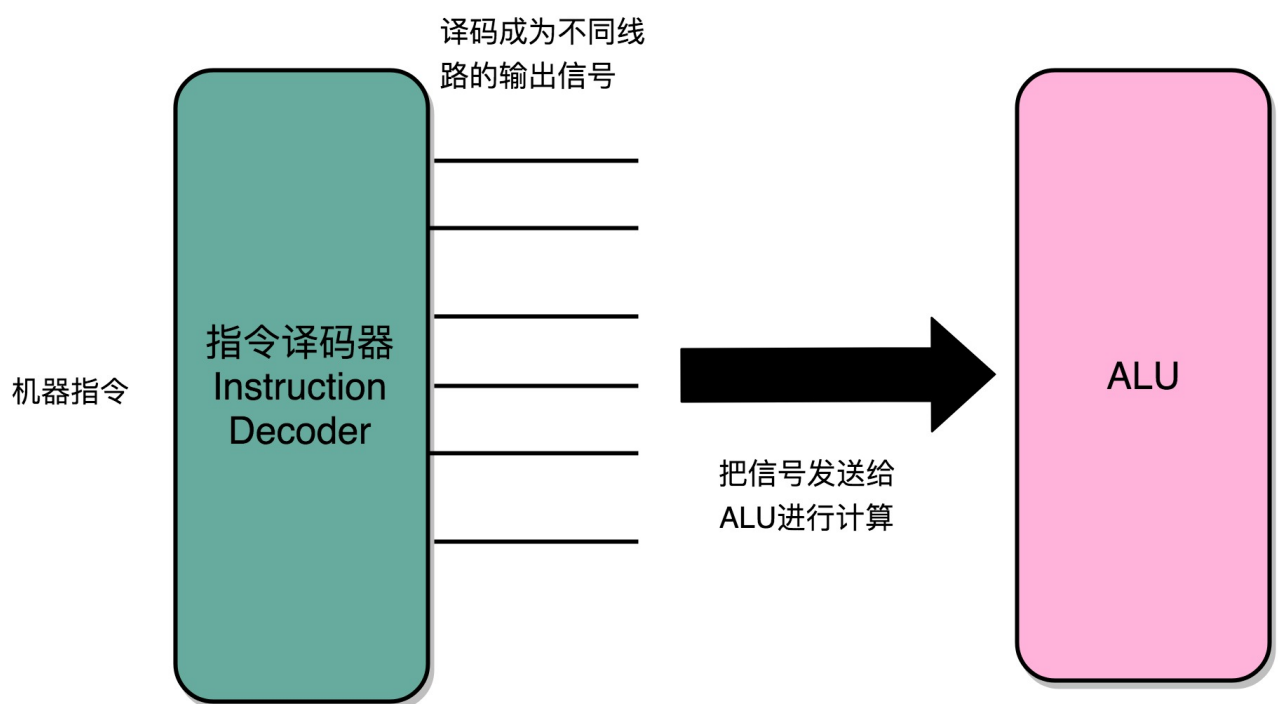 译码成为不同线
路的输出信号
机器指令
指令译码器
Instruction
Decoder
把信号发送给
ALU进行计算
ALU